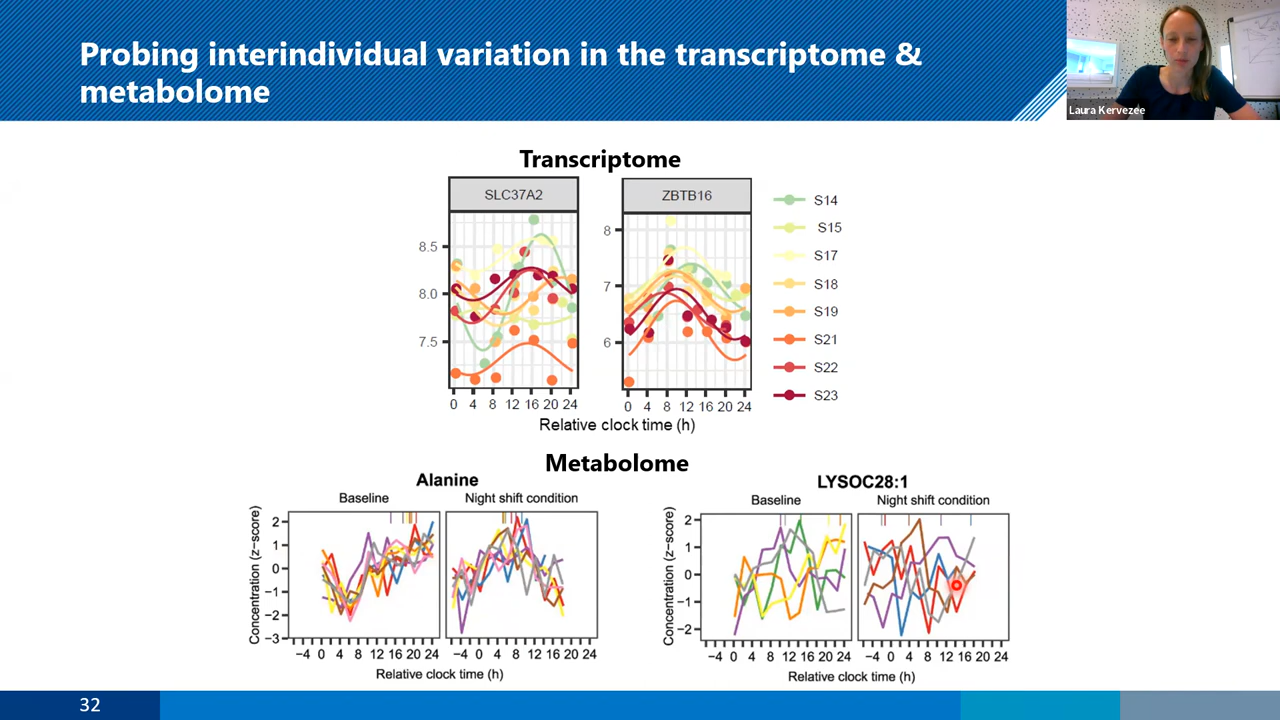 Probing interindividual variation in the transcriptome &
metabolome
Laura Kervezee
Transcriptome
SLC37A2
ZBTB16
8.5
8.0
7.5
0 4 8 12 16 20 24
8
7
6
0 4 8 12 16 20 24
Relative clock time (h)
S14
S15
S17
S18
S19
S21
S22
S23
Metabolome
Alanine
Baseline
Night shift condition
Concentration (z−score)
2
1
0
−1
−2
−3
−4 0 4 8 12 16 20 24
−4 0 4 8 12 16 20 24
Relative clock time (h)
LYSOC28:1
Baseline
Night shift condition
Concentration (z−score)
2
1
0
−1
−2
−4 0 4 8 12 16 20 24
−4 0 4 8 12 16 20 24
Relative clock time (h)
32